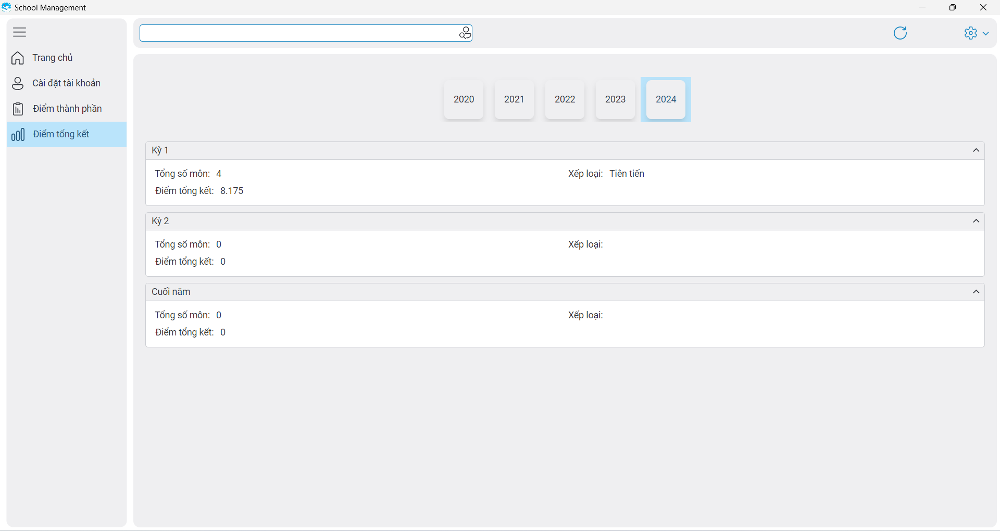 School Management
Trang chủ
Cài đặt tài khoản
Điểm thành phần
Điểm tổng kết
2020 2021 2022 2023 2024
Kỳ 1
Tổng số môn: 4 Xếp loại: Tiên tiến
Điểm tổng kết: 8.175
Kỳ 2
Tổng số môn: 0 Xếp loại:
Điểm tổng kết: 0
Cuối năm
Tổng số môn: 0 Xếp loại:
Điểm tổng kết: 0